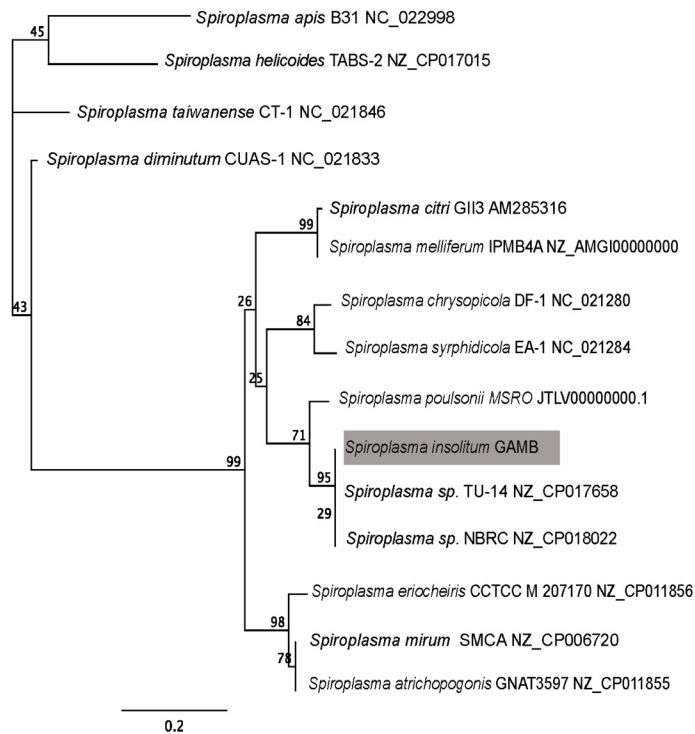 Spiroplasma apis B31 NC_022998
45
Spiroplasma helicoides TABS-2 NZ_CP017015
Spiroplasma taiwanense CT-1 NC_021846
Spiroplasma diminutum CUAS-1 NC_021833
Spiroplasma citri GII3 AM285316
99
Spiroplasma melliferum IPMB4A NZ_AMGI00000000
26
43
Spiroplasma chrysopicola DF-1 NC_021280
84
Spiroplasma syrphidicola EA-1 NC_021284
25
Spiroplasma poulsonii MSRO JTLV00000000.1
71
Spiroplasma insolitum GAMB
99
95
Spiroplasma sp. TU-14 NZ_CP017658
29
Spiroplasma sp. NBRC NZ_CP018022
Spiroplasma eriocheiris CCTCC M 207170 NZ_CP011856
98
Spiroplasma mirum SMCA NZ_CP006720
78
Spiroplasma atrichopogonis GNAT3597 NZ_CP011855
0.2